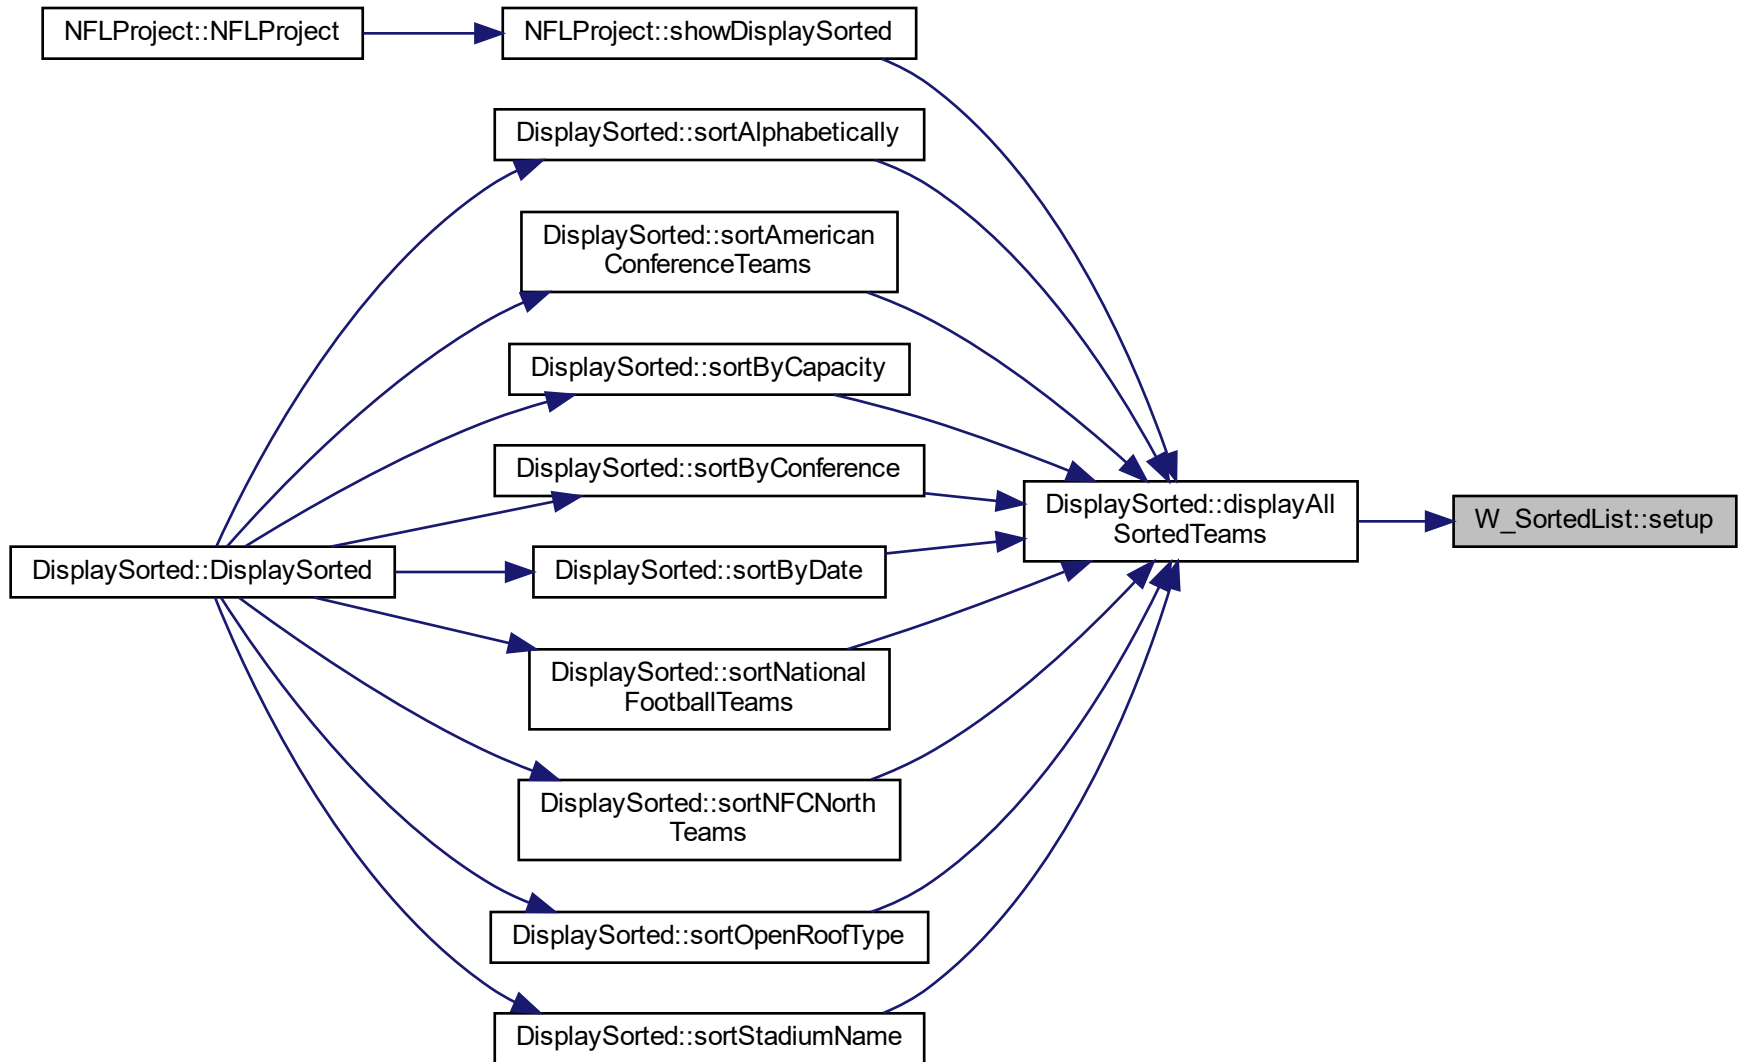 NFLProject::NFLProject
NFLProject::showDisplaySorted
DisplaySorted::sortAlphabetically
DisplaySorted::sortAmerican
ConferenceTeams
DisplaySorted::sortByCapacity
DisplaySorted::sortByConference
DisplaySorted::displayAll
SortedTeams
W_SortedList::setup
DisplaySorted::DisplaySorted
DisplaySorted::sortByDate
DisplaySorted::sortNational
FootballTeams
DisplaySorted::sortNFCNorth
Teams
DisplaySorted::sortOpenRoofType
DisplaySorted::sortStadiumName